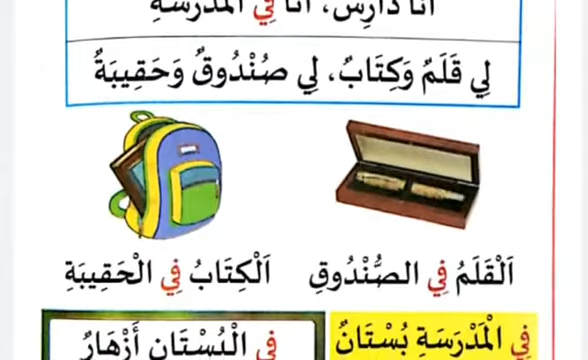 أَنَا دَارِسٌ، أَنَا فِي الْمَدْرَسَةِ
لِي قَلَمٌ وَكِتَابٌ، لِي صُنْدُوقٌ وَحَقِيبَةٌ
اَلْقَلَمُ فِي الصُّنْدُوقِ
اَلْكِتَابُ فِي الْحَقِيبَةِ
فِي الْمَدْرَسَةِ بُسْتَانٌ
فِي الْبُسْتَانِ أَزْهَارٌ